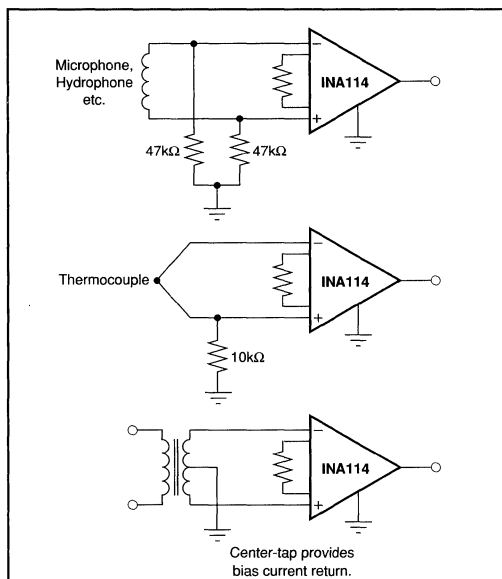 Microphone,
Hydrophone
etc.
−
INA114
+
47kΩ
47kΩ
−
Thermocouple
INA114
+
10kΩ
−
INA114
+
Center-tap provides
bias current return.